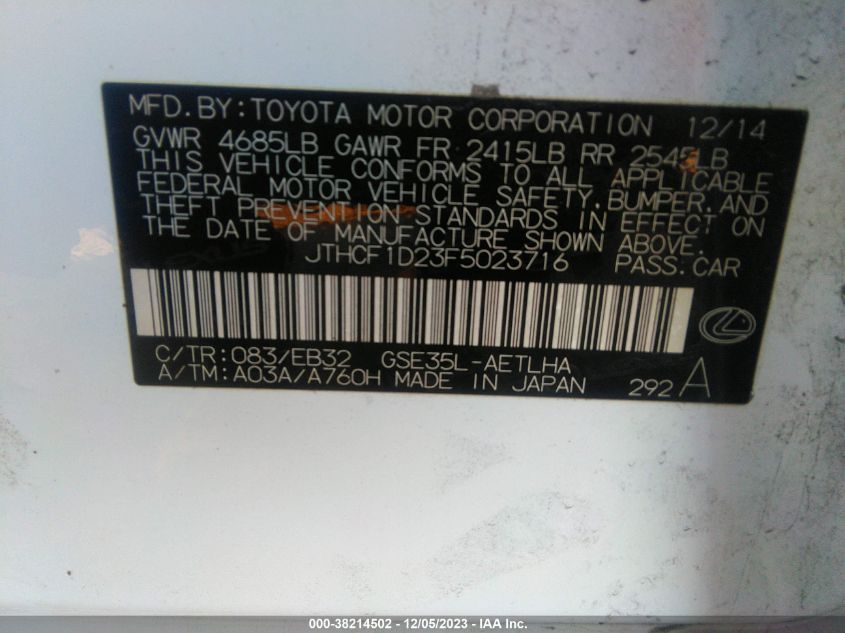 MFD.BY:TOYOTA MOTOR CORPORATION 12/14
GVWR 4685LB GAWR FR 2415LB RR 2545LB
THIS VEHICLE CONFORMS TO ALL APPLICABLE
FEDERAL MOTOR VEHICLE SAFETY,BUMPER,AND
THEFT PREVENTION STANDARDS IN EFFECT ON
THE DATE OF MANUFACTURE SHOWN ABOVE.
JTHCF1D23F5023716 PASS.CAR
C/TR:083/EB32 GSE35L-AETLHA
A/TM:A03A/A760H MADE IN JAPAN 292 A
000-38214502 - 12/05/2023 - IAA Inc.